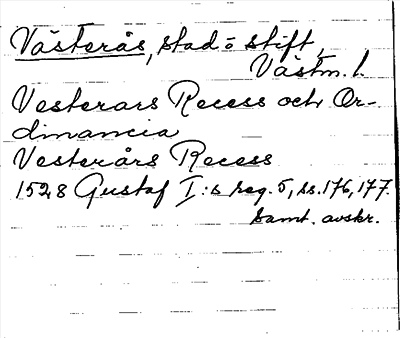 Västerås, stad o stift,
Västm. l.
Vesterars Recess och Or-
dinancia
Vesterårs Recess
1528 Gustaf I:s reg. 5, ss. 176, 177.
samt. avskr.